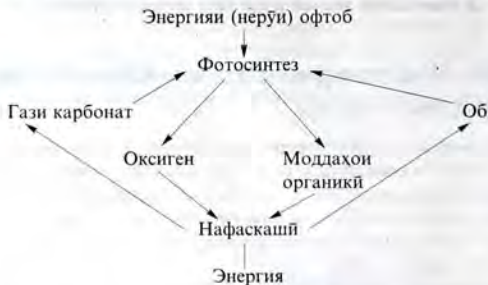 Энергияи (нерӯи) офтоб
Фотосинтез
Гази карбонат
Об
Оксиген
Моддаҳои
органикӣ
Нафаскашӣ
Энергия